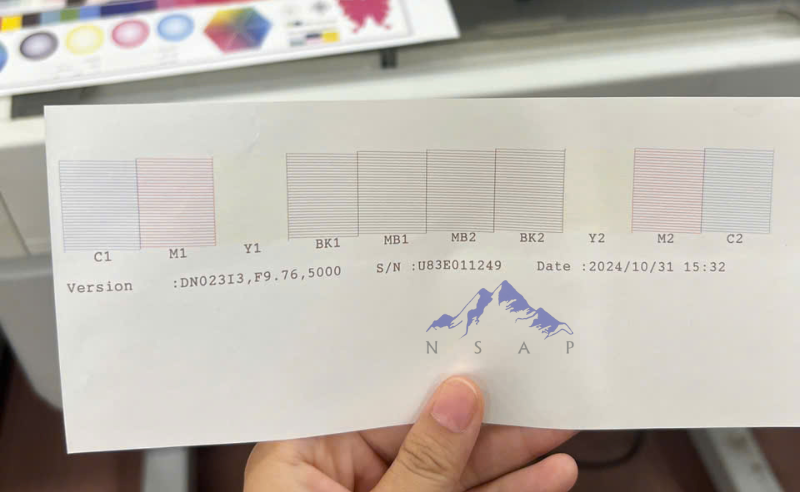 C1 M1 Y1 BK1 MB1 MB2 BK2 Y2 M2 C2
Version :DN023I3,F9.76,5000 S/N :U83E011249 Date :2024/10/31 15:32
N S A P